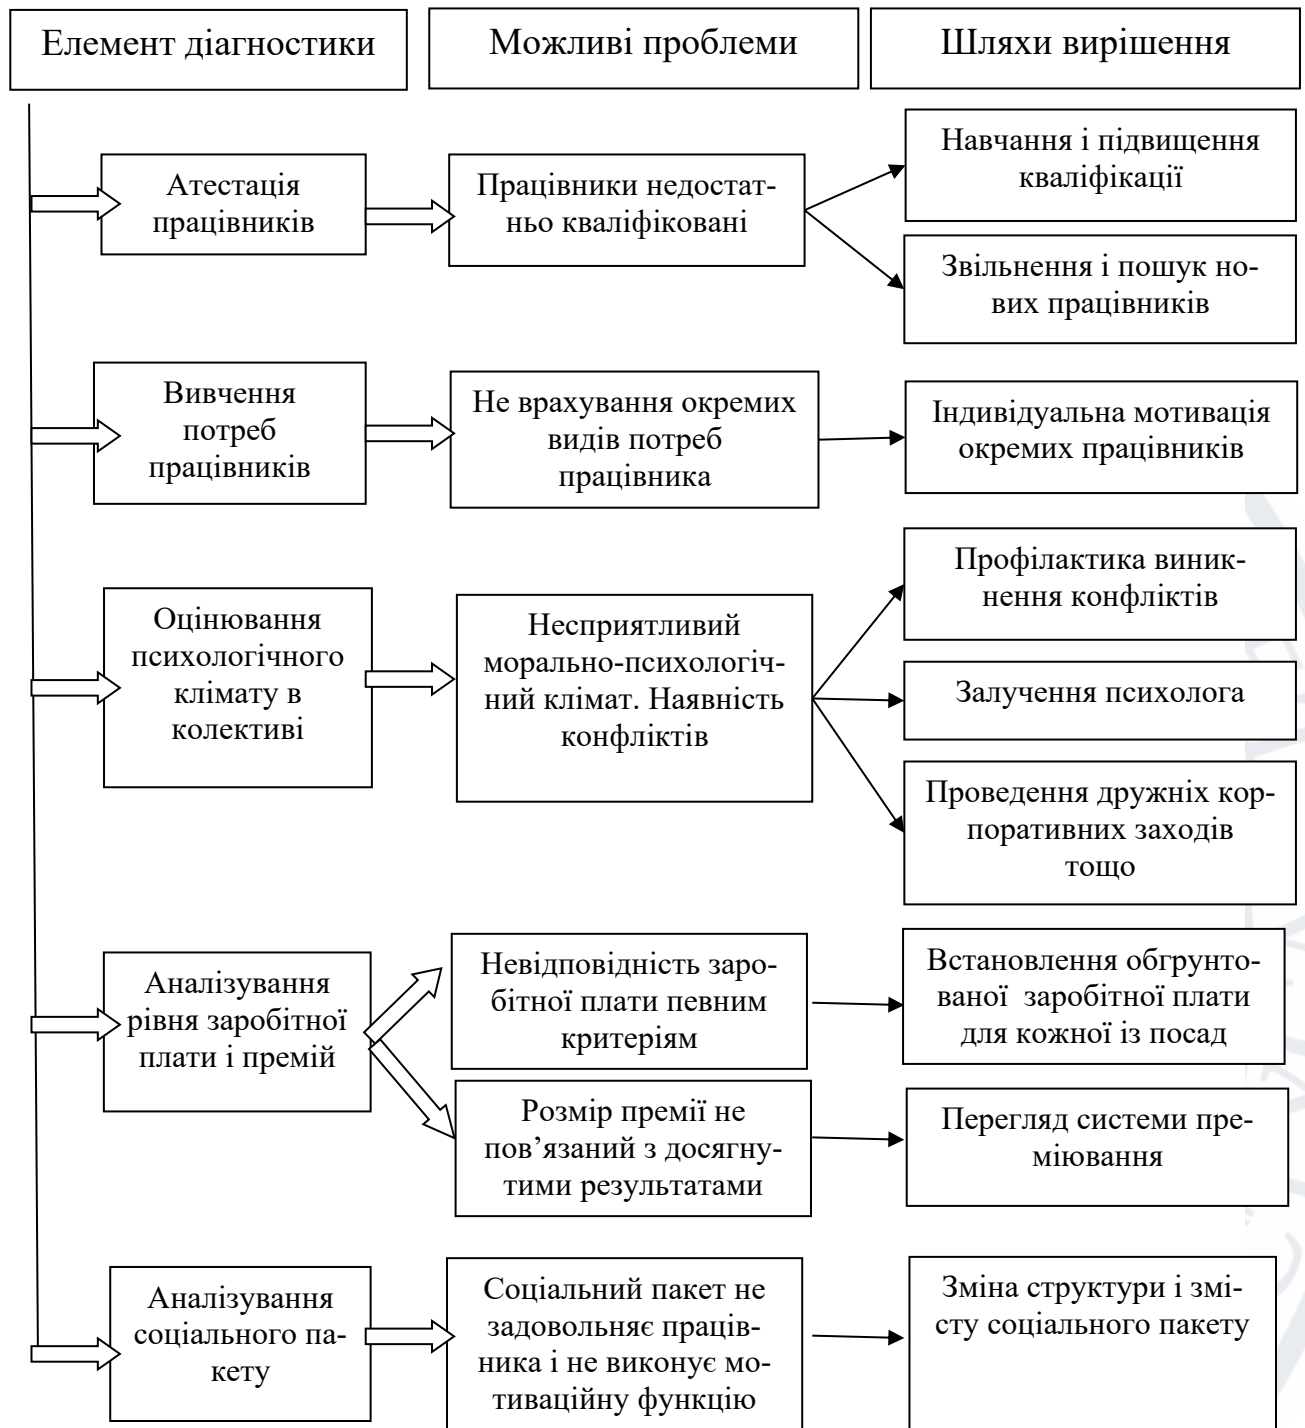 Елемент діагностики
Можливі проблеми
Шляхи вирішення
Атестація
працівників
Працівники недостат-
ньо кваліфіковані
Навчання і підвищення
кваліфікації
Звільнення і пошук но-
вих працівників
Вивчення
потреб
працівників
Не врахування окремих
видів потреб
працівника
Індивідуальна мотивація
окремих працівників
Оцінювання
психологічного
клімату в
колективі
Несприятливий
морально-психологіч-
ний клімат. Наявність
конфліктів
Профілактика виник-
нення конфліктів
Залучення психолога
Проведення дружніх кор-
поративних заходів
тощо
Аналізування
рівня заробітної
плати і премій
Невідповідність заро-
бітної плати певним
критеріям
Встановлення обгрунто-
ваної заробітної плати
для кожної із посад
Розмір премії не
пов’язаний з досягну-
тими результатами
Перегляд системи пре-
міювання
Аналізування
соціального па-
кету
Соціальний пакет не
задовольняє праців-
ника і не виконує мо-
тиваційну функцію
Зміна структури і змі-
сту соціального пакету